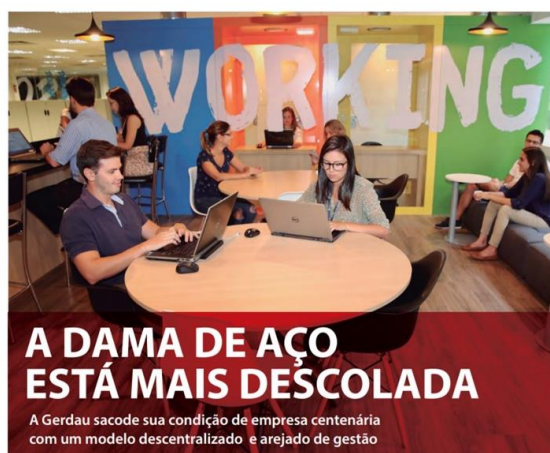 WORKING
A DAMA DE AÇO
ESTÁ MAIS DESCOLADA
A Gerdau sacode sua condição de empresa centenária
com um modelo descentralizado e arejado de gestão